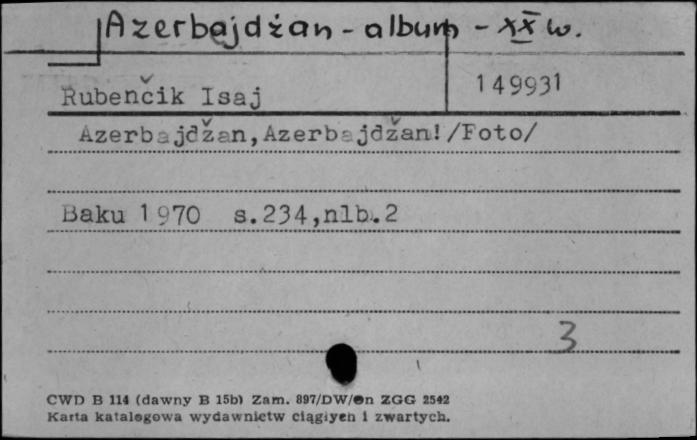 Azerbajdżan - album - XX w.
Rubenčik Isaj
149931
Azerbajdžan,Azerbajdžan!/Foto/
Baku 1970 s.234,nlb.2
3
CWD B 114 (dawny B 15b) Zam. 897/DW/en ZGG 2542
Karta katalogowa wydawnictw ciągłych i zwartych.